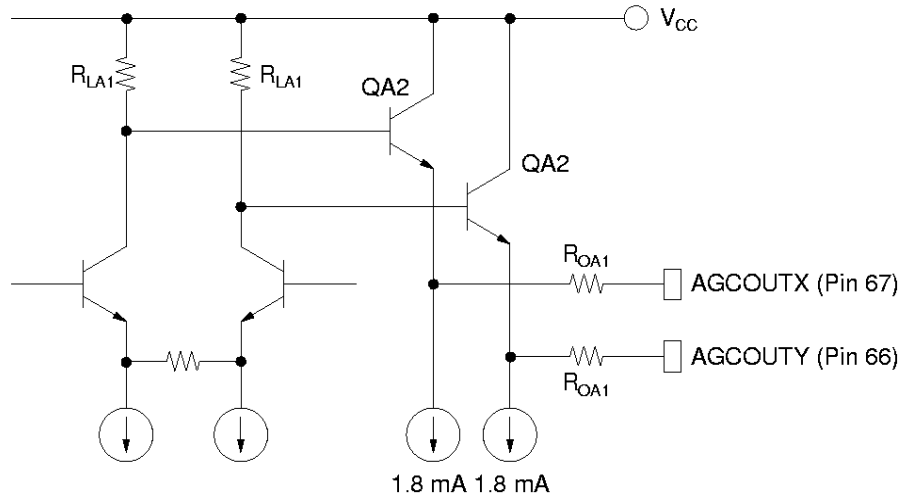 V_CC
R_LA1 R_LA1
QA2
QA2
R_OA1
AGCOUTX (Pin 67)
AGCOUTY (Pin 66)
R_OA1
1.8 mA 1.8 mA